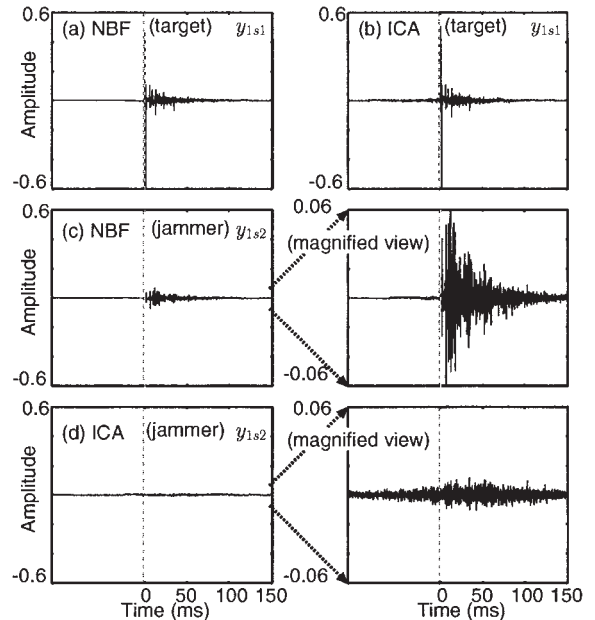 0.6
(a) NBF (target) y1s1
Amplitude
-0.6
0.6
(b) ICA (target) y1s1
-0.6
0.6
(c) NBF (jammer) y1s2
Amplitude
-0.6
0.06
(magnified view)
-0.06
0.6
(d) ICA (jammer) y1s2
Amplitude
-0.6
0 50 100 150
Time (ms)
0.06
(magnified view)
-0.06
0 50 100 150
Time (ms)